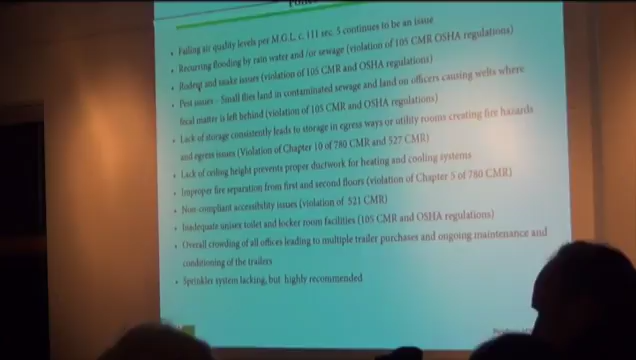 • Failing air quality levels per M.G.L. c. 111 sec. 5 continues to be an issue
• Recurring flooding by rain water and/or sewage (violation of 105 CMR OSHA regulations)
• Rodent and snake issues (violation of 105 CMR and OSHA regulations)
• Pest issues - Small flies land in contaminated sewage and land on officers causing welts where
fecal matter is left behind (violation of 105 CMR and OSHA regulations)
• Lack of storage consistently leads to storage in egress ways or utility rooms creating fire hazards
and egress issues (Violation of Chapter 10 of 780 CMR and 527 CMR)
• Lack of ceiling height prevents proper ductwork for heating and cooling systems
• Improper fire separation from first and second floors (violation of Chapter 5 of 780 CMR)
• Non-compliant accessibility issues (violation of 521 CMR)
• Inadequate unisex toilet and locker room facilities (105 CMR and OSHA regulations)
• Overall crowding of all offices leading to multiple trailer purchases and ongoing maintenance and
conditioning of the trailers
• Sprinkler system lacking, but highly recommended